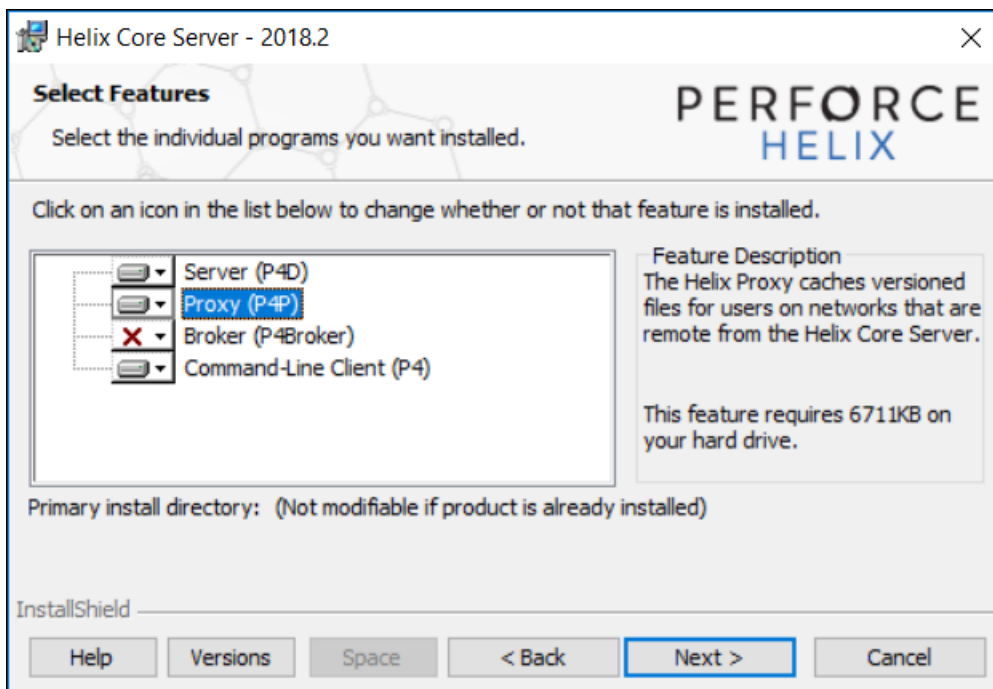 Helix Core Server - 2018.2
Select Features
Select the individual programs you want installed.
PERFORCE
HELIX
Click on an icon in the list below to change whether or not that feature is installed.
Server (P4D)
Proxy (P4P)
Broker (P4Broker)
Command-Line Client (P4)
Feature Description
The Helix Proxy caches versioned
files for users on networks that are
remote from the Helix Core Server.
This feature requires 6711KB on
your hard drive.
Primary install directory: (Not modifiable if product is already installed)
InstallShield
Help
Versions
Space
< Back
Next >
Cancel